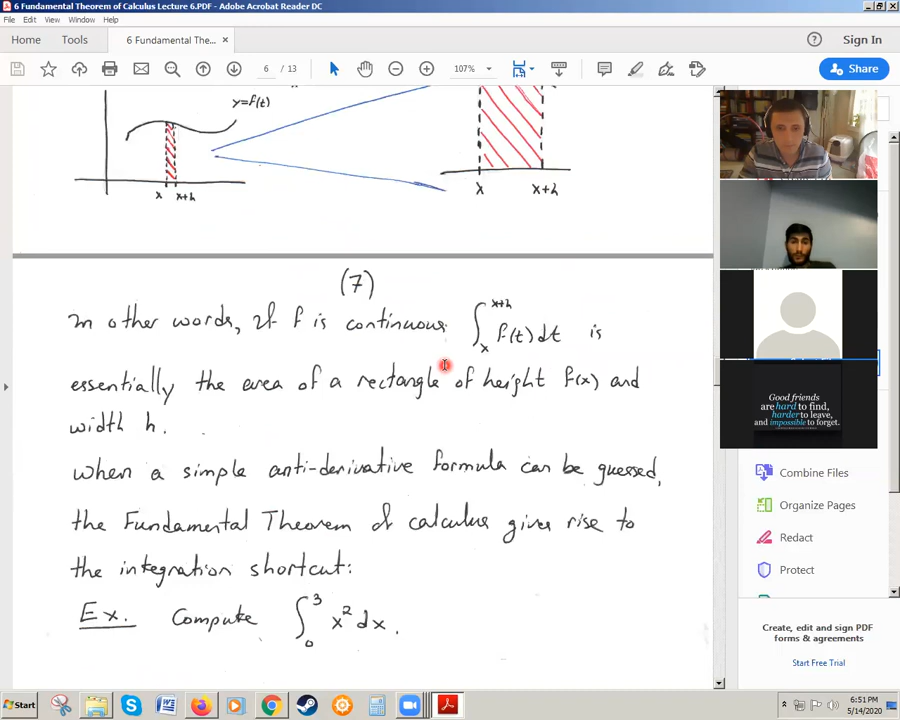 6 Fundamental Theorem of Calculus Lecture 6.PDF - Adobe Acrobat Reader DC
File Edit View Window Help
Home Tools 6 Fundamental The... × Sign In
6 / 13 107% Share
y=f(t)
x x+h
x x+h
(7)
In other words, If f is continuous ∫ₓˣ⁺ʰ f(t)dt is
essentially the area of a rectangle of height f(x) and
width h.
When a simple anti-derivative formula can be guessed,
the Fundamental Theorem of calculus gives rise to
the integration shortcut:
Ex. Compute ∫₀³ x² dx.
Good friends
are hard to find,
harder to leave,
and impossible to forget.
Combine Files
Organize Pages
Redact
Protect
Create, edit and sign PDF
forms & agreements
Start Free Trial
Start
6:51 PM
5/14/2020